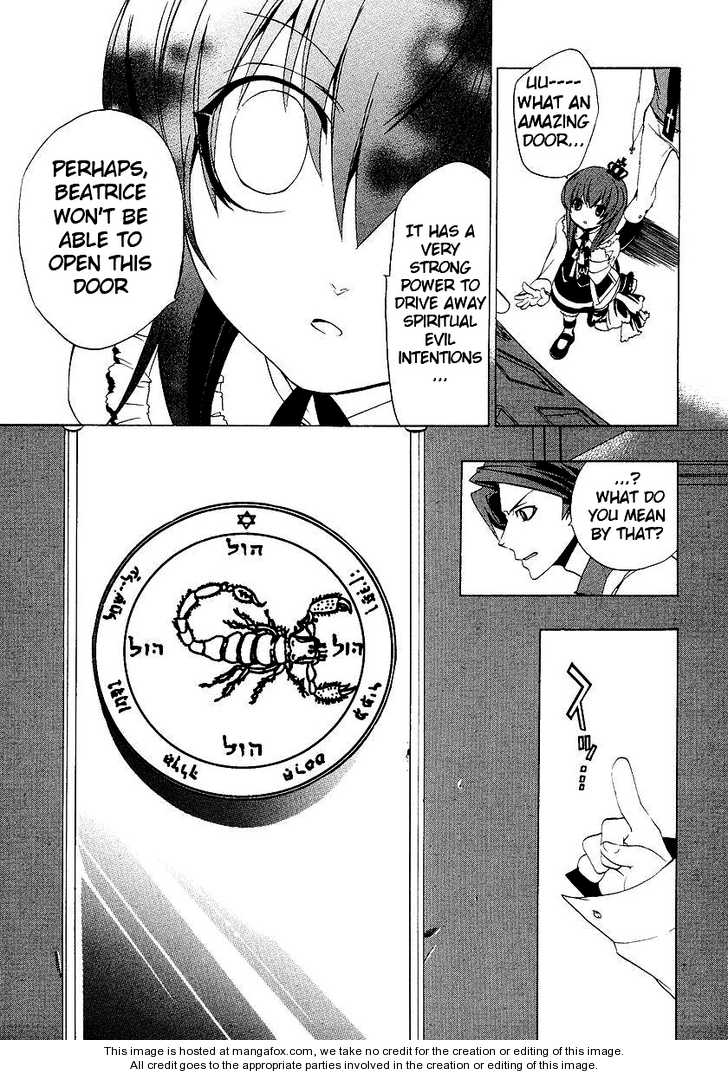 UU----
WHAT AN
AMAZING
DOOR...
IT HAS A
VERY
STRONG
POWER TO
DRIVE AWAY
SPIRITUAL
EVIL
INTENTIONS
...
PERHAPS,
BEATRICE
WON'T BE
ABLE TO
OPEN THIS
DOOR
...?
WHAT DO
YOU MEAN
BY THAT?
スッ…
הול
הול
הול
הול
This image is hosted at mangafox.com, we take no credit for the creation or editing of this image.
All credit goes to the appropriate parties involved in the creation or editing of this image.